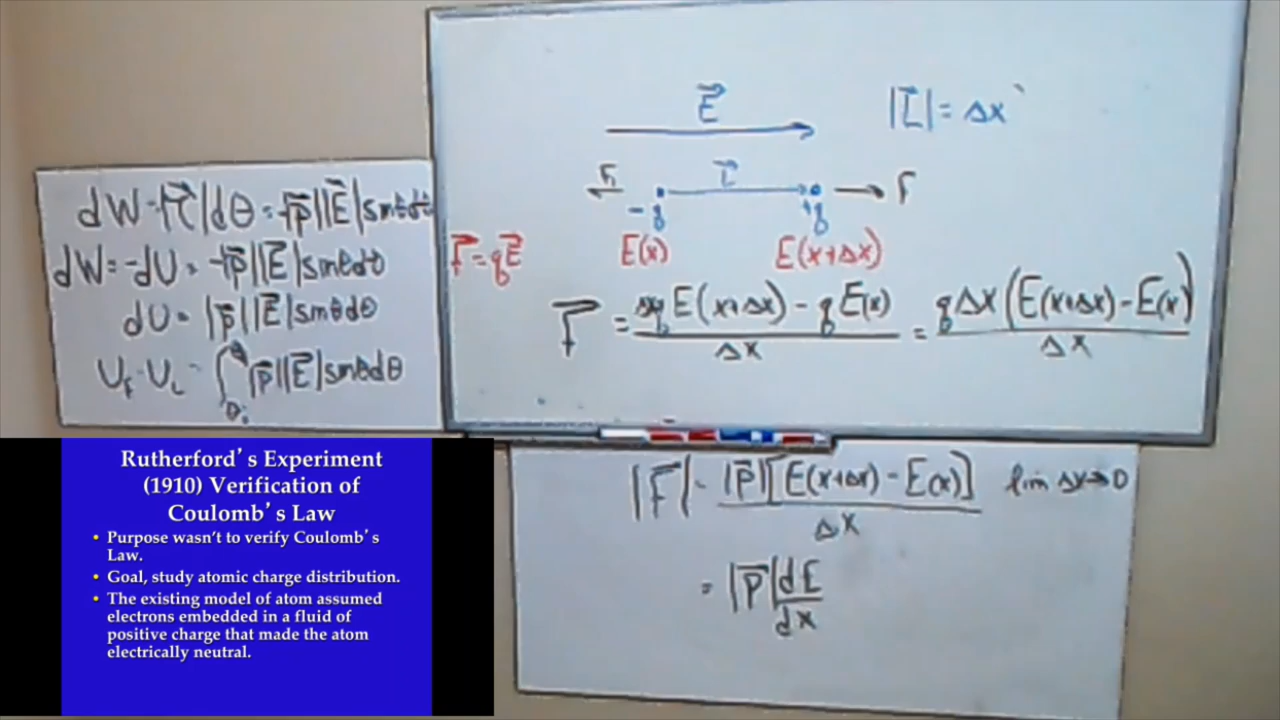 dW = -|τ⃗|dθ = -|p⃗||E⃗|sinθdθ
dW = -dU = -|p⃗||E⃗|sinθdθ
dU = |p⃗||E⃗|sinθdθ
U_f - U_i = ∫ |p⃗||E⃗|sinθdθ
E⃗
|L⃗| = Δx
F L⃗ F
-q +q
E(x) E(x+Δx)
F⃗ = qE⃗
F⃗ = qE(x+Δx) - qE(x) / Δx = qΔx(E(x+Δx) - E(x)) / Δx
|F⃗| = |p⃗|[E(x+Δx) - E(x)] / Δx lim Δx→0
= |p⃗| dE/dx
Rutherford's Experiment
(1910) Verification of
Coulomb's Law
• Purpose wasn't to verify Coulomb's
Law.
• Goal, study atomic charge distribution.
• The existing model of atom assumed
electrons embedded in a fluid of
positive charge that made the atom
electrically neutral.